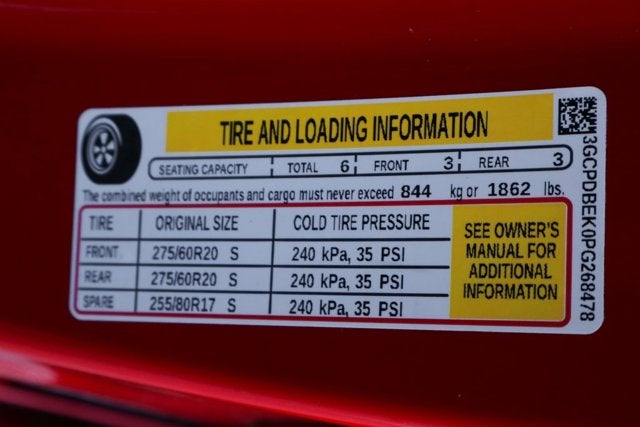 TIRE AND LOADING INFORMATION
SEATING CAPACITY TOTAL 6 FRONT 3 REAR 3
The combined weight of occupants and cargo must never exceed 844 kg or 1862 lbs.
TIRE ORIGINAL SIZE COLD TIRE PRESSURE
FRONT 275/60R20 S 240 kPa, 35 PSI
REAR 275/60R20 S 240 kPa, 35 PSI
SPARE 255/80R17 S 240 kPa, 35 PSI
SEE OWNER'S
MANUAL FOR
ADDITIONAL
INFORMATION
3GCPDBEK0PG268478